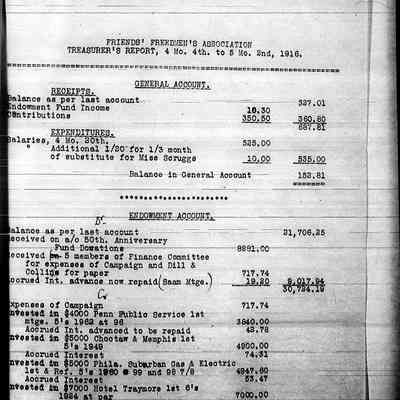 FRIENDS' FREEDMEN'S ASSOCIATION
TREASURER'S REPORT, 4 Mo. 4th. to 5 Mo. 2nd, 1916.
GENERAL ACCOUNT.
RECEIPTS.
Balance as per last account 327.01
Endowment Fund Income 10.30
Contributions 350.50 360.80
687.81
EXPENDITURES.
Salaries, 4 Mo. 20th. 525.00
Additional 1/20 for 1/3 month
of substitute for Miss Scruggs 10.00 535.00
Balance in General Account 152.81
ENDOWMENT ACCOUNT.
Balance as per last account 21,706.25
Received on a/o 50th. Anniversary
Fund Donations 8281.00
Received 5 members of Finance Committee
for expenses of Campaign and Dill &
Collins for paper 717.74
Accrued Int. advance now repaid (Saam Mtge.) 19.20 9,017.94
30,724.19
Expenses of Campaign 717.74
Invested in $4000 Penn Public Service 1st
mtge. 5's 1962 at 96 3840.00
Accrued Int. advanced to be repaid 42.78
Invested in $5000 Chootaw & Memphis 1st
5's 1949 4900.00
Accrued Interest 74.31
Invested in $5000 Phila. Suburban Gas & Electric
1st & Ref. 5's 1960 @ 99 and 98 7/8 4947.50
Accrued Interest 53.47
Invested in $7000 Hotel Traymore 1st 6's
1924 at par 7000.00